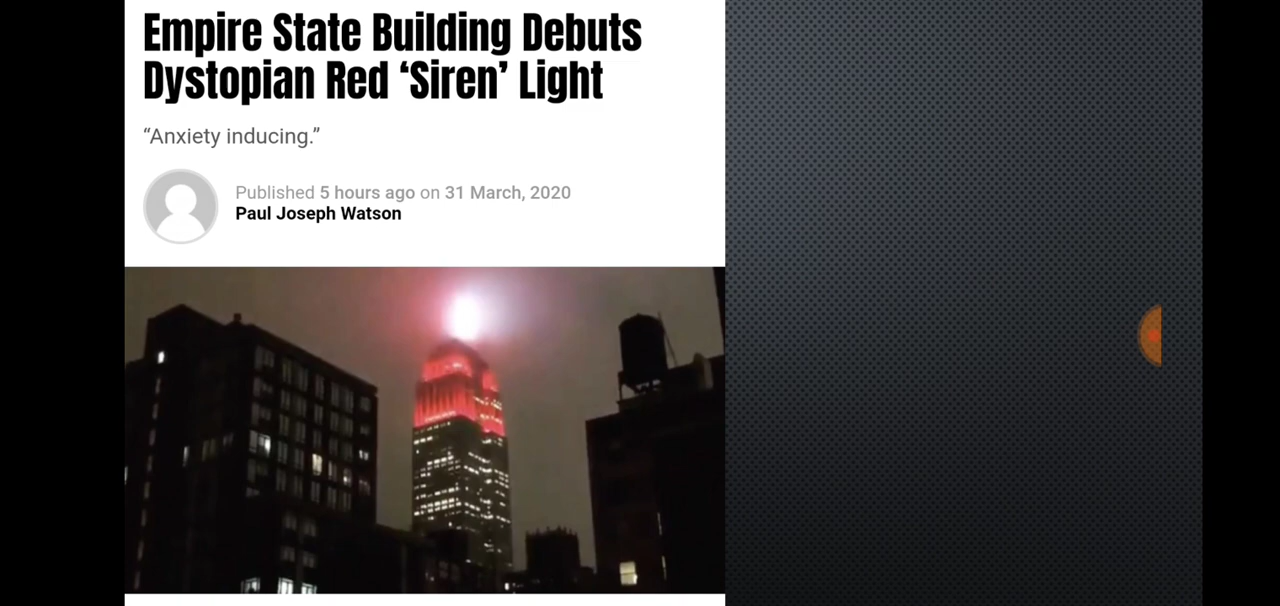 Empire State Building Debuts
Dystopian Red ‘Siren’ Light
“Anxiety inducing.”
Published 5 hours ago on 31 March, 2020
Paul Joseph Watson